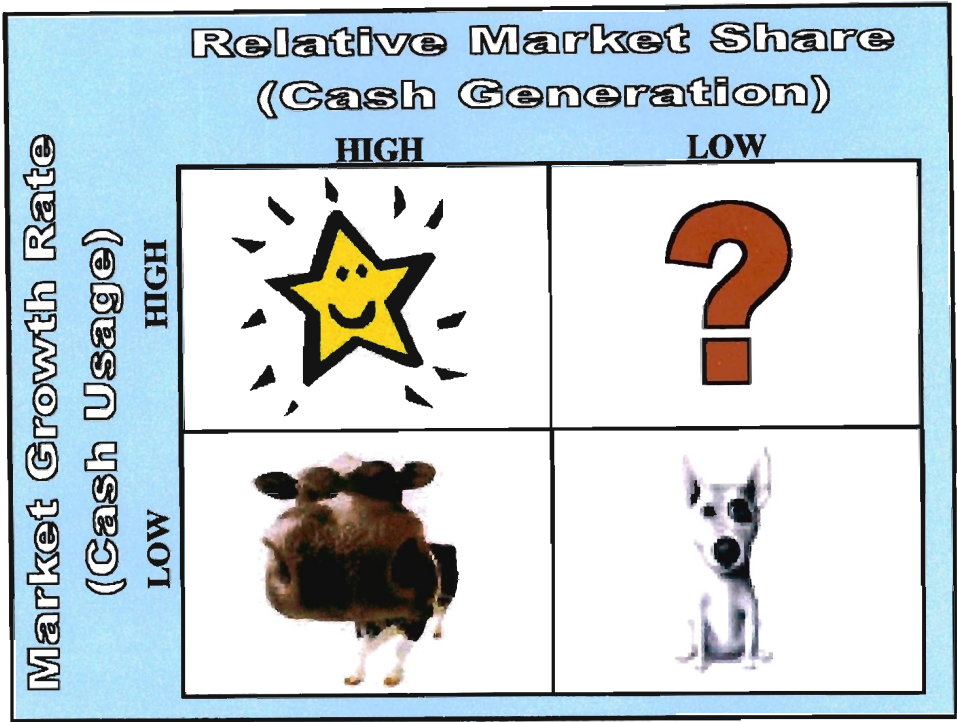 Relative Market Share
(Cash Generation)
HIGH
LOW
Market Growth Rate
(Cash Usage)
HIGH
LOW
?